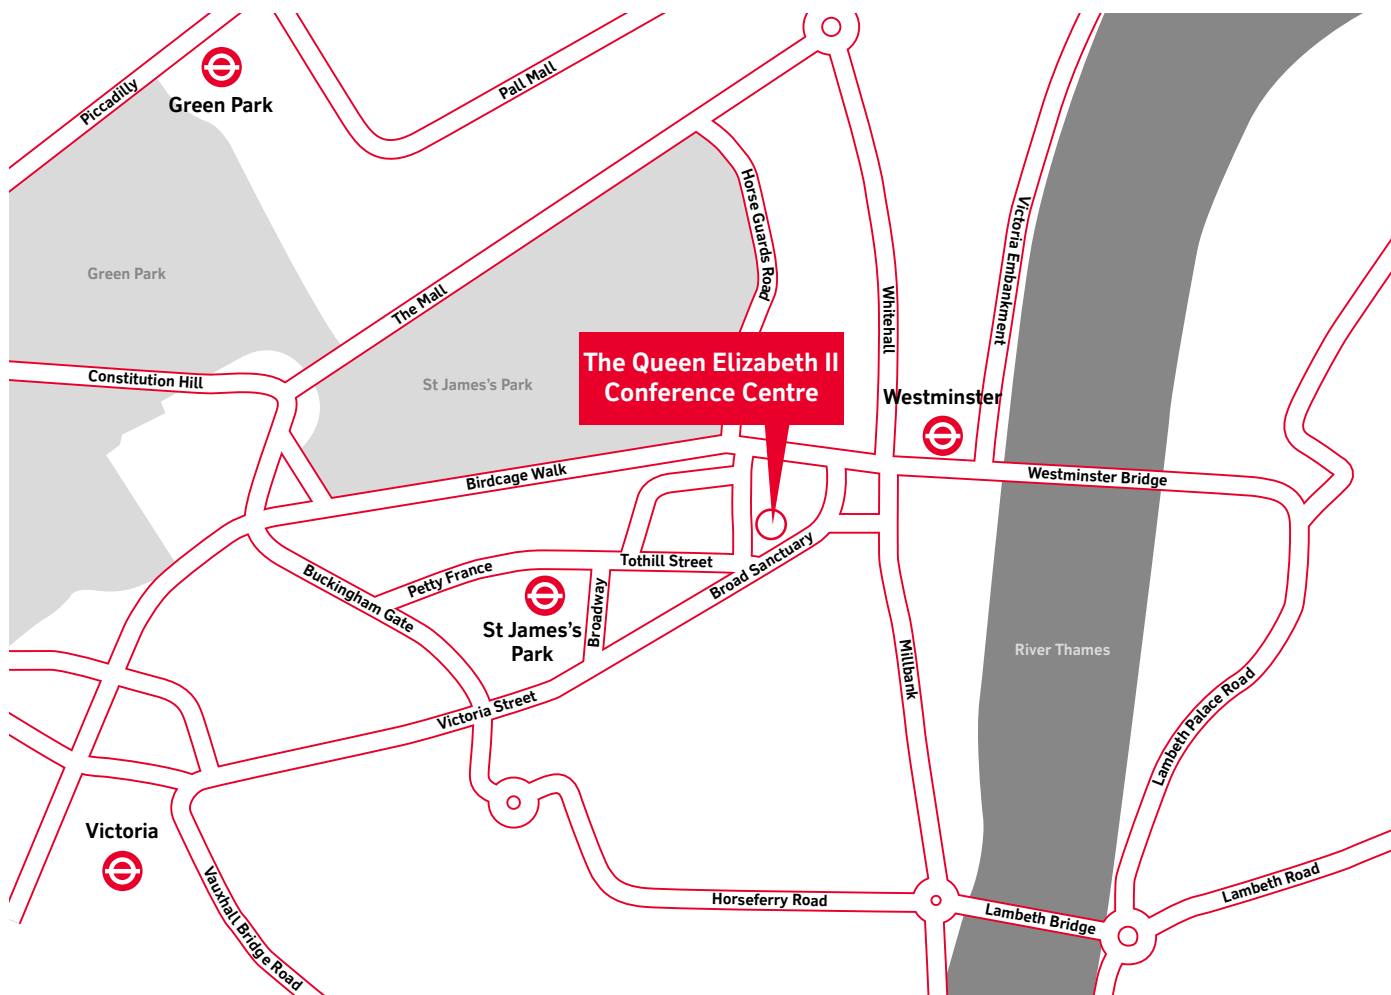 Piccadilly
Green Park
Pall Mall
Green Park
The Mall
Horse Guards Road
Victoria Embankment
Whitehall
Constitution Hill
St James's Park
The Queen Elizabeth II
Conference Centre
Westminster
Birdcage Walk
Westminster Bridge
Tothill Street
Broad Sanctuary
Petty France
Buckingham Gate
Broadway
St James's
Park
Millbank
River Thames
Victoria Street
Lambeth Palace Road
Victoria
Vauxhall Bridge Road
Horseferry Road
Lambeth Bridge
Lambeth Road